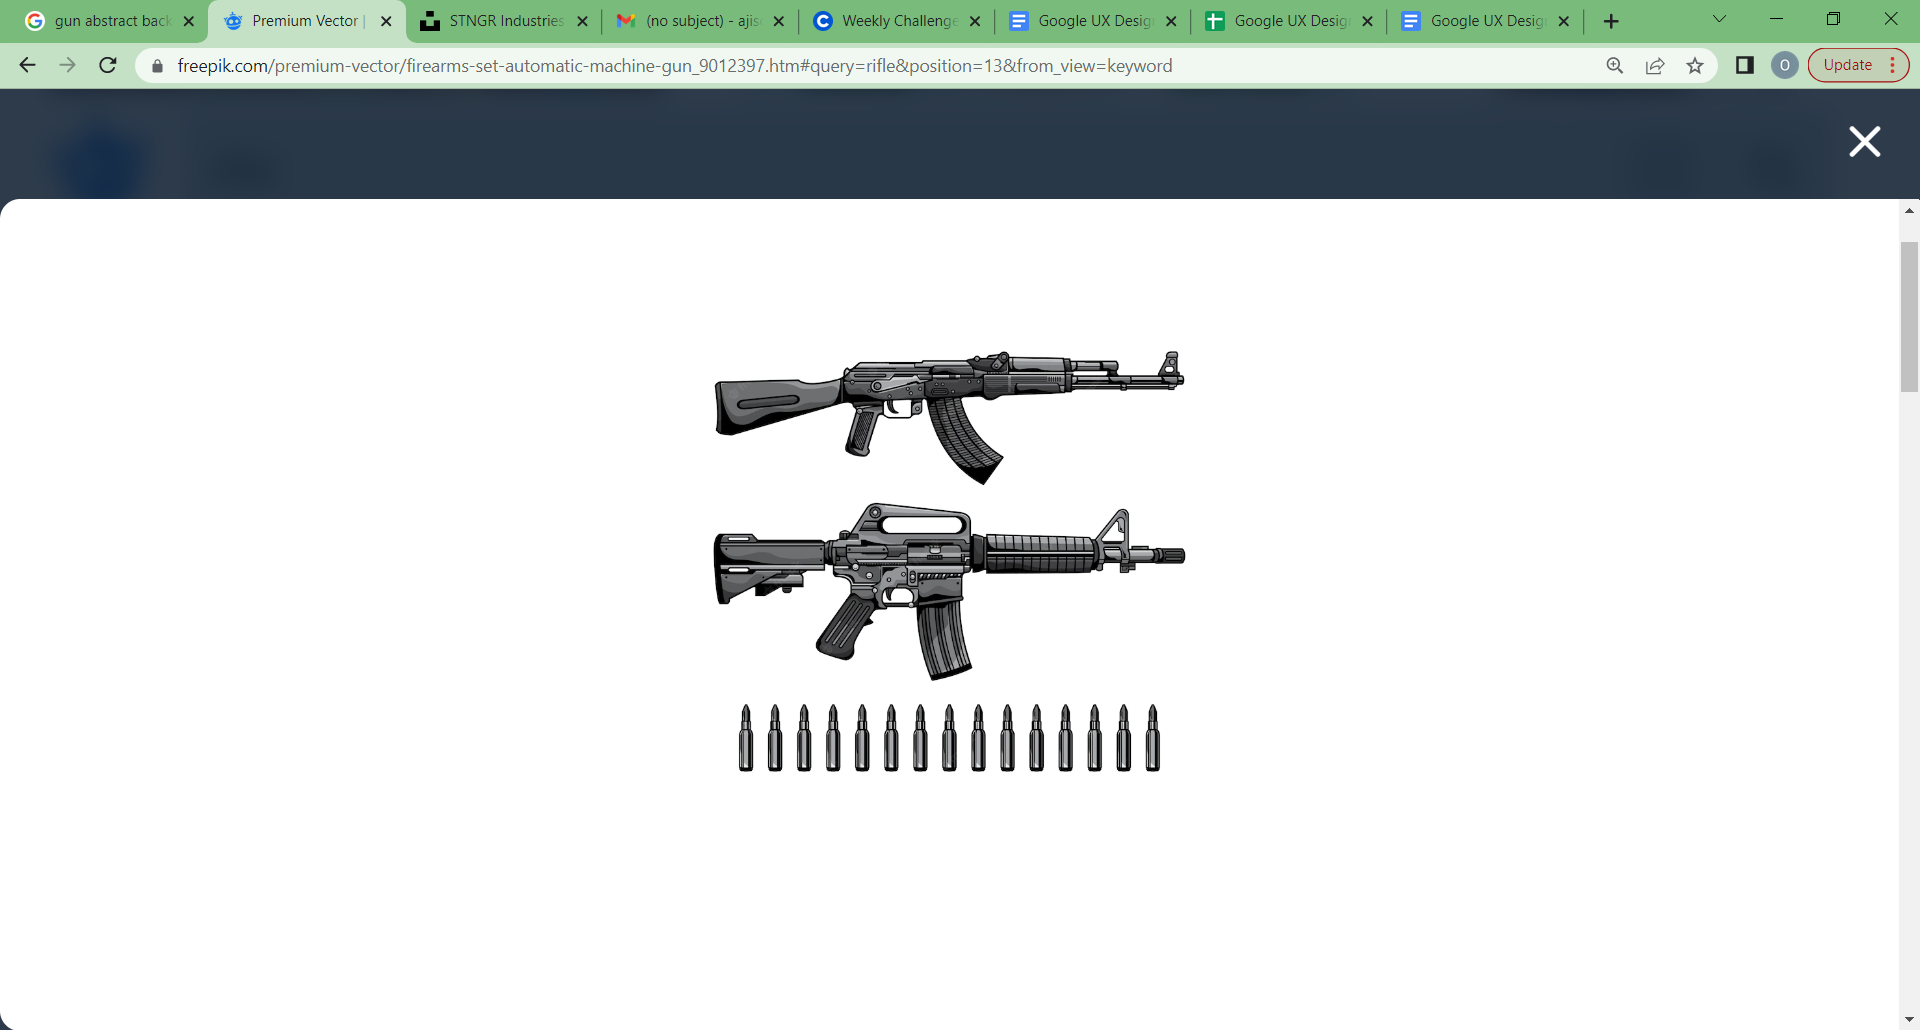 gun abstract back
Premium Vector |
STNGR Industries
(no subject) - ajis
Weekly Challenge
Google UX Desig
Google UX Desig
Google UX Desig
freepik.com/premium-vector/firearms-set-automatic-machine-gun_9012397.htm#query=rifle&position=13&from_view=keyword
O
Update